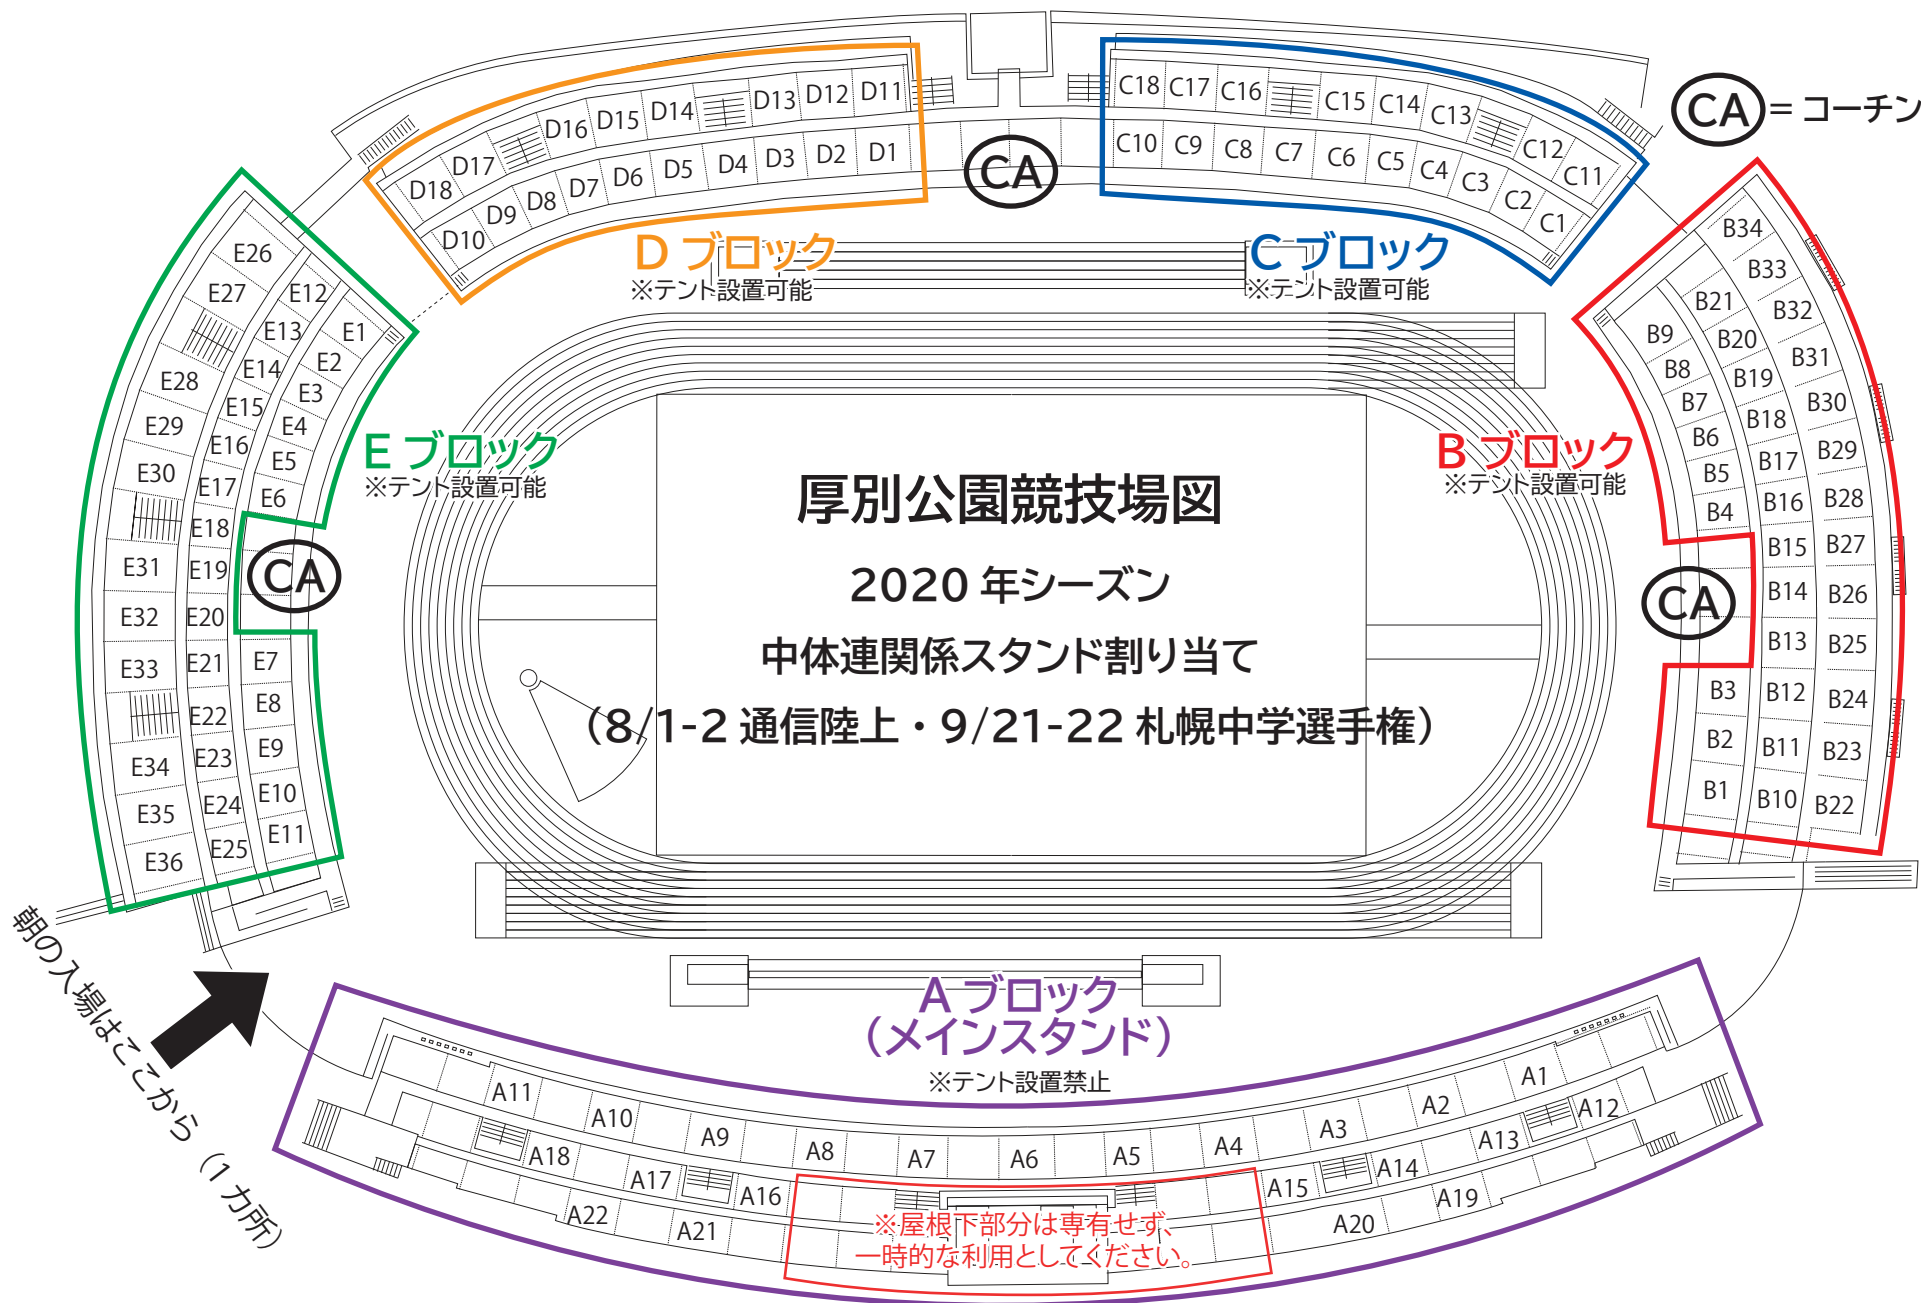 D18
D17
D16
D15
D14
D13
D12
D11
D10
D9
D8
D7
D6
D5
D4
D3
D2
D1
D ブロック
※テント設置可能
CA
C18
C17
C16
C15
C14
C13
C12
C11
C10
C9
C8
C7
C6
C5
C4
C3
C2
C1
C ブロック
※テント設置可能
CA = コーチン
E26
E27
E28
E29
E30
E31
E32
E33
E34
E35
E36
E12
E13
E14
E15
E16
E17
E18
E19
E20
E21
E22
E23
E24
E25
E1
E2
E3
E4
E5
E6
CA
E7
E8
E9
E10
E11
E ブロック
※テント設置可能
厚別公園競技場図
2020 年シーズン
中体連関係スタンド割り当て
（8/1-2 通信陸上・9/21-22 札幌中学選手権）
B ブロック
※テント設置可能
B9
B8
B7
B6
B5
B4
CA
B3
B2
B1
B21
B20
B19
B18
B17
B16
B15
B14
B13
B12
B11
B10
B34
B33
B32
B31
B30
B29
B28
B27
B26
B25
B24
B23
B22
朝の入場はここから（1 カ所）
A ブロック
（メインスタンド）
※テント設置禁止
A11
A10
A9
A8
A7
A6
A5
A4
A3
A2
A1
A18
A17
A16
A15
A14
A13
A12
A22
A21
A20
A19
※屋根下部分は専有せず、
一時的な利用としてください。